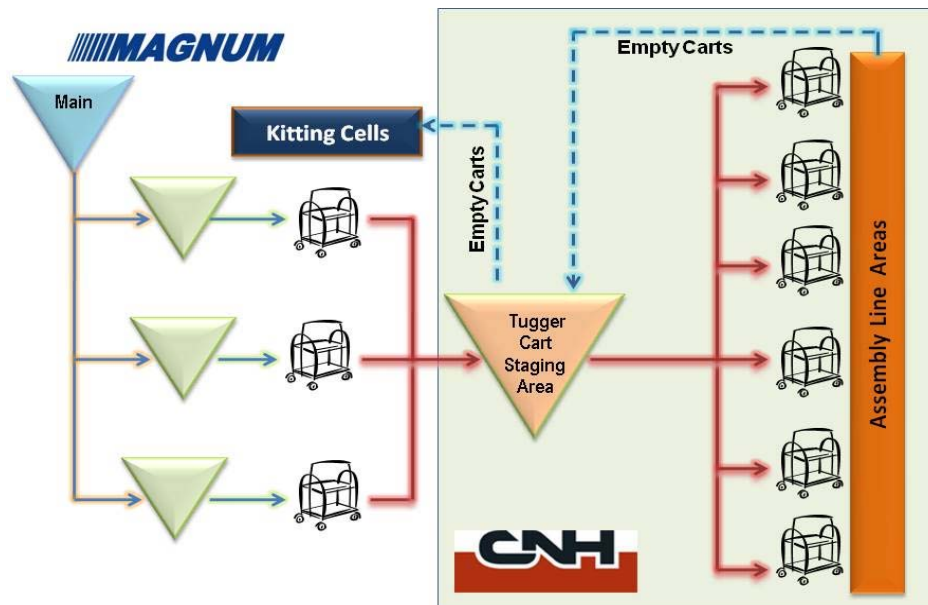 MAGNUM
Main
Kitting Cells
Empty Carts
Empty Carts
Tugger
Cart
Staging
Area
Assembly Line Areas
CNH